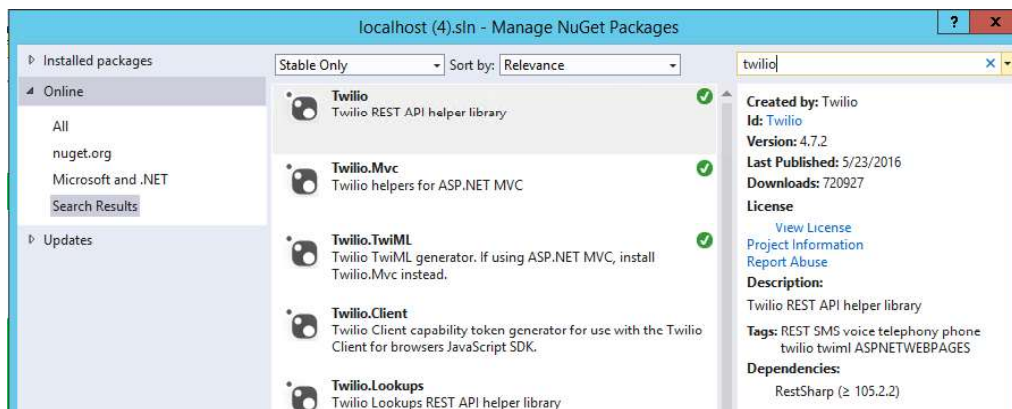 localhost (4).sln - Manage NuGet Packages
? x
Installed packages
Online
All
nuget.org
Microsoft and .NET
Search Results
Updates
Stable Only
Sort by: Relevance
Twilio
Twilio REST API helper library
Twilio.Mvc
Twilio helpers for ASP.NET MVC
Twilio.TwiML
Twilio TwiML generator. If using ASP.NET MVC, install
Twilio.Mvc instead.
Twilio.Client
Twilio Client capability token generator for use with the Twilio
Client for browsers JavaScript SDK.
Twilio.Lookups
Twilio Lookups REST API helper library
twilio
Created by: Twilio
Id: Twilio
Version: 4.7.2
Last Published: 5/23/2016
Downloads: 720927
License
View License
Project Information
Report Abuse
Description:
Twilio REST API helper library
Tags: REST SMS voice telephony phone
twilio twiml ASPNETWEBPAGES
Dependencies:
RestSharp (≥ 105.2.2)